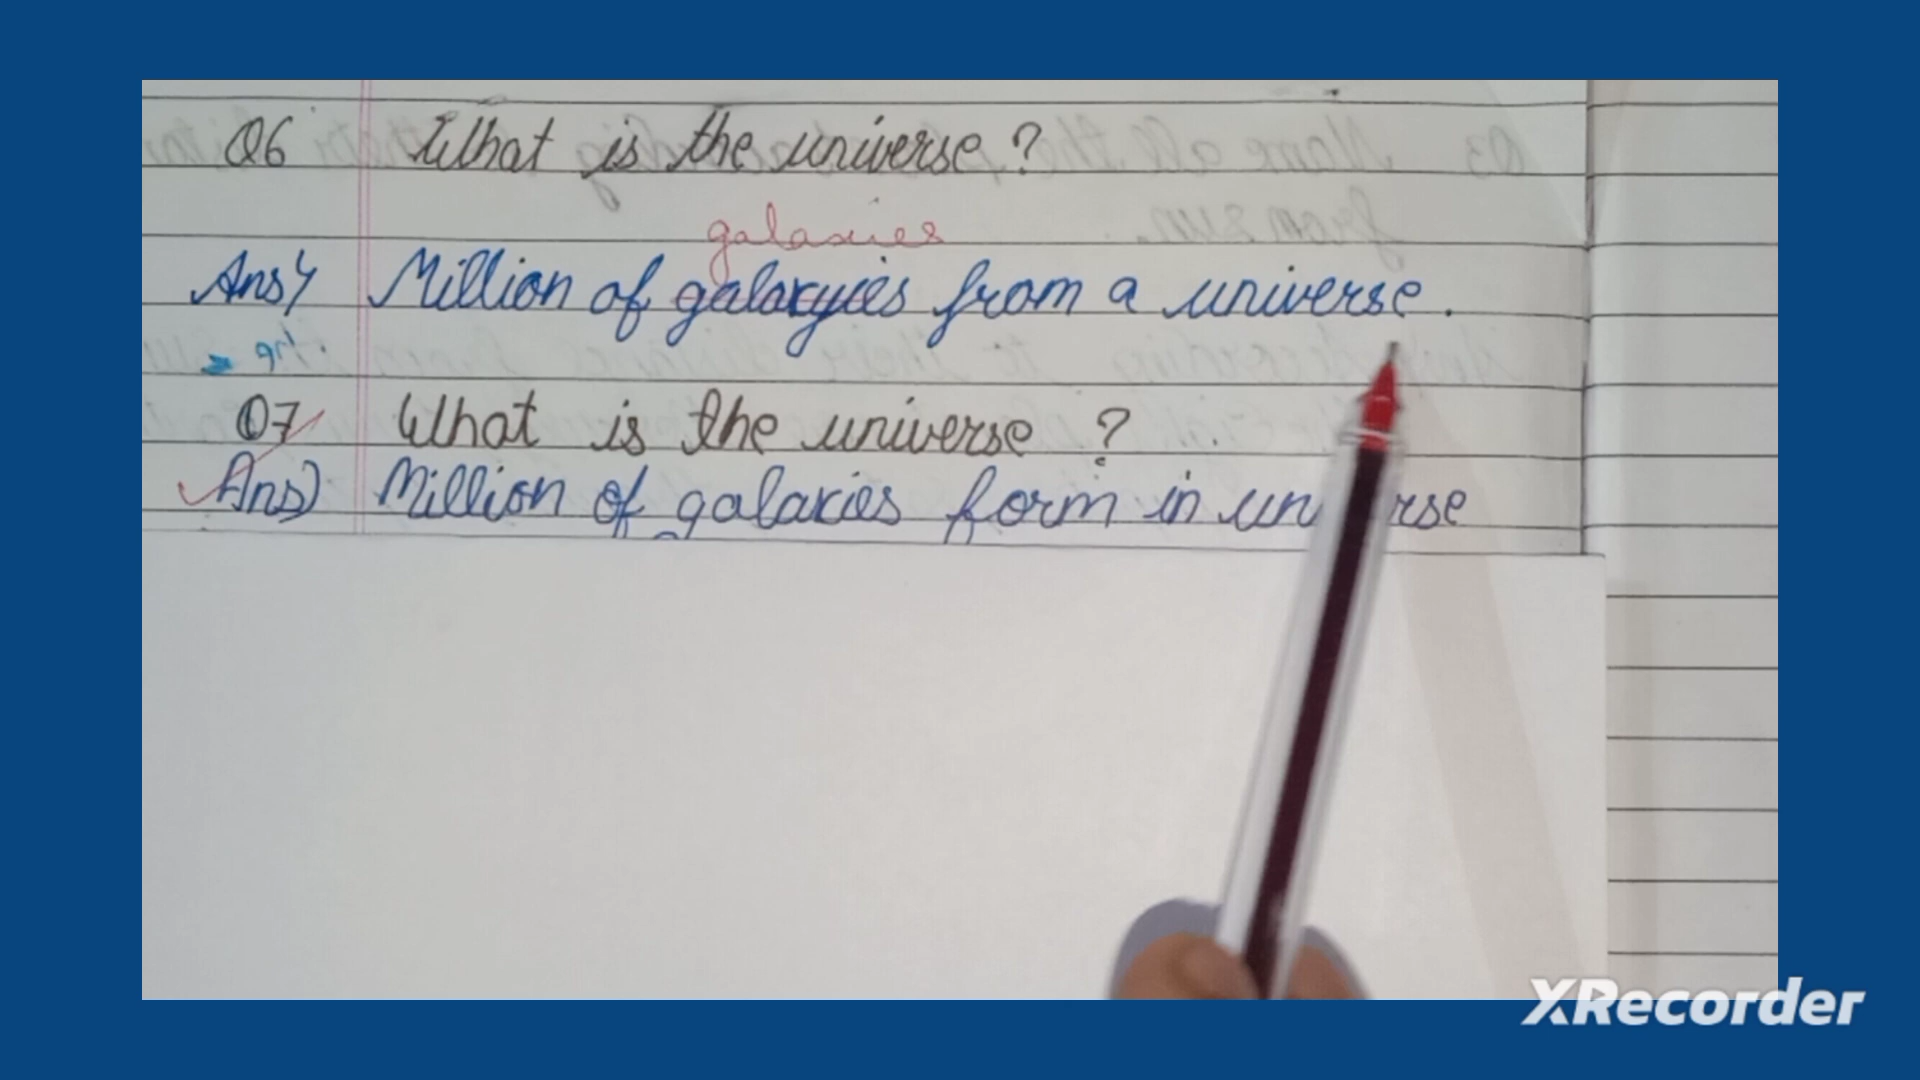 Q6 What is the universe?
galaxies
Ans) Million of galaxyies from a universe.
Q7 What is the universe?
Ans) Million of galaxies form in un rse
XRecorder